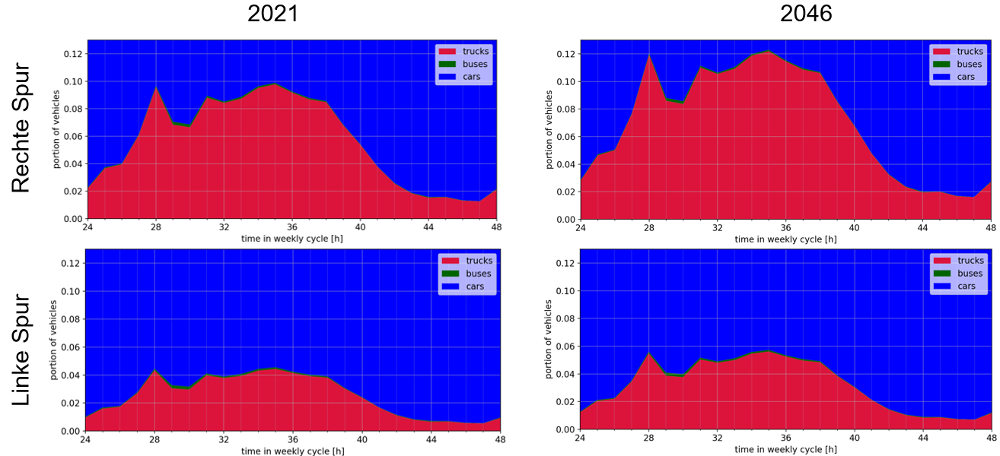 2021
2046
Rechte Spur
portion of vehicles
0.12
0.10
0.08
0.06
0.04
0.02
0.00
24 28 32 36 40 44 48
time in weekly cycle [h]
trucks
buses
cars
portion of vehicles
0.12
0.10
0.08
0.06
0.04
0.02
0.00
24 28 32 36 40 44 48
time in weekly cycle [h]
trucks
buses
cars
Linke Spur
portion of vehicles
0.12
0.10
0.08
0.06
0.04
0.02
0.00
24 28 32 36 40 44 48
time in weekly cycle [h]
trucks
buses
cars
portion of vehicles
0.12
0.10
0.08
0.06
0.04
0.02
0.00
24 28 32 36 40 44 48
time in weekly cycle [h]
trucks
buses
cars